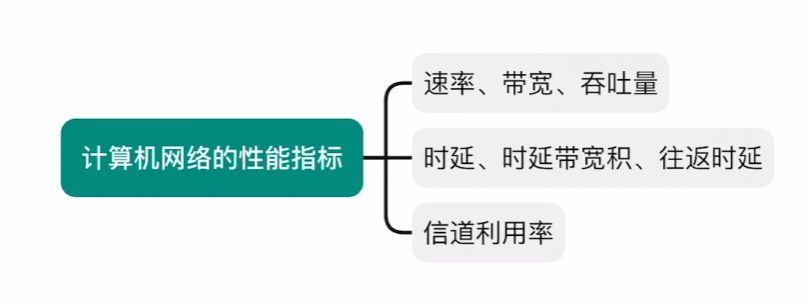 计算机网络的性能指标
速率、带宽、吞吐量
时延、时延带宽积、往返时延
信道利用率